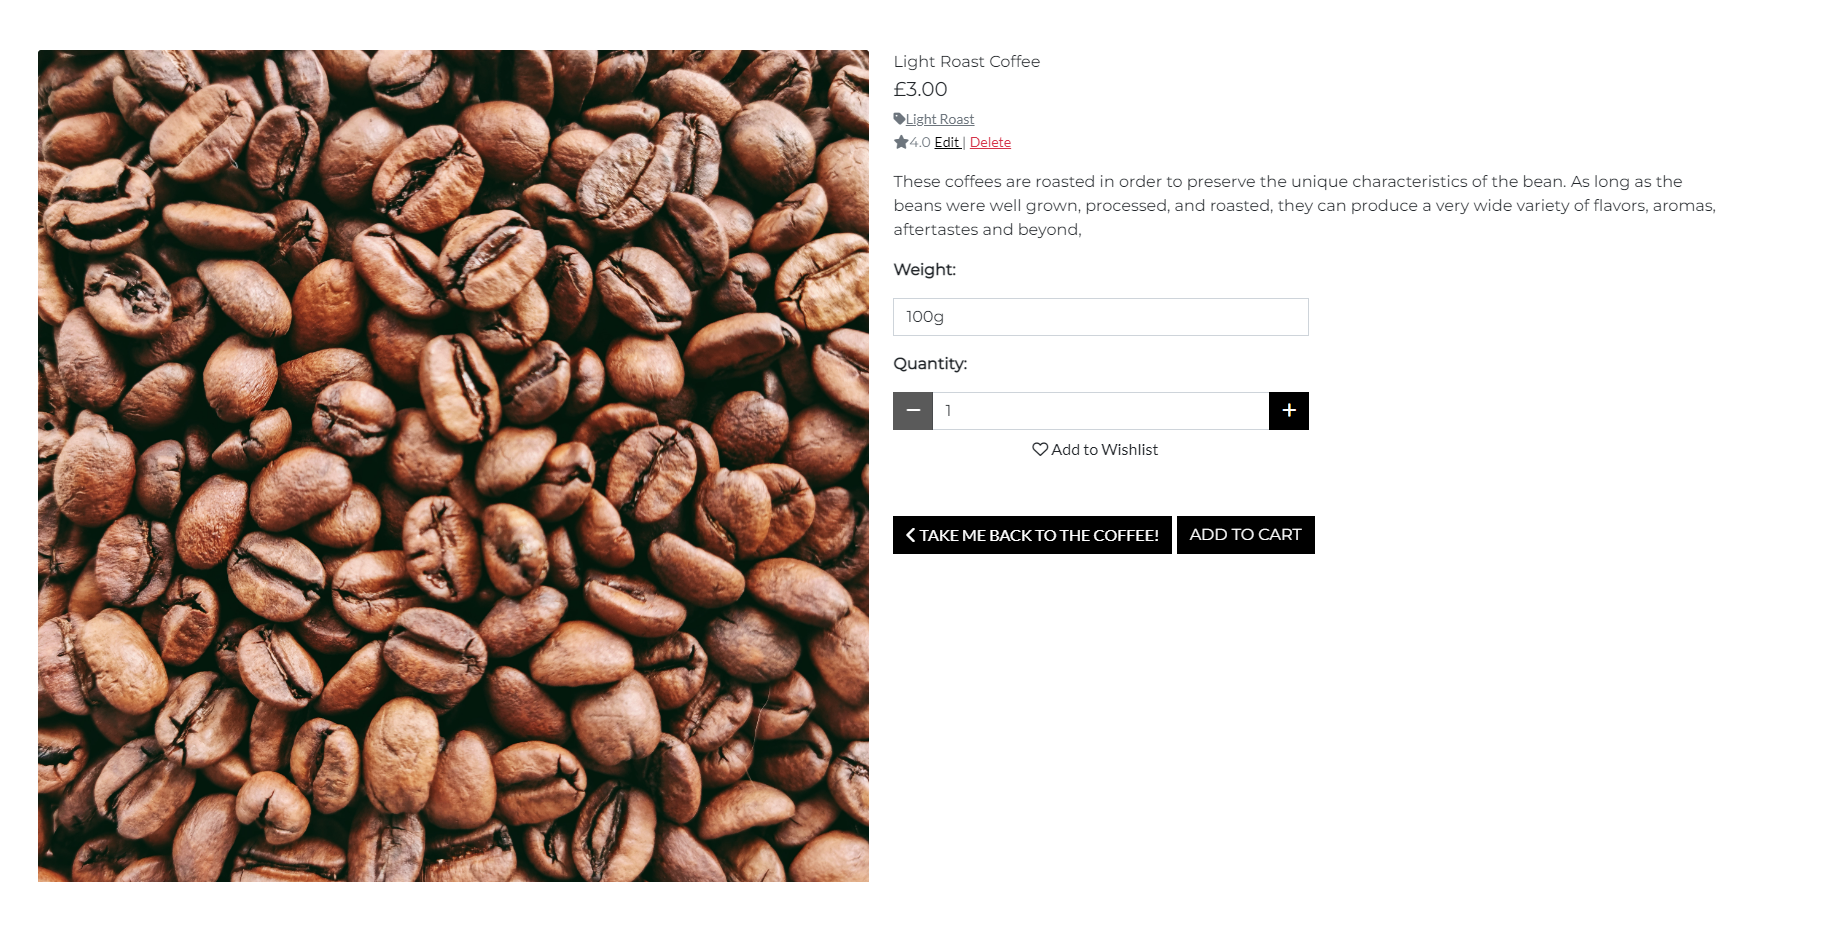 Light Roast Coffee
£3.00
Light Roast
4.0 Edit | Delete
These coffees are roasted in order to preserve the unique characteristics of the bean. As long as the
beans were well grown, processed, and roasted, they can produce a very wide variety of flavors, aromas,
aftertastes and beyond,
Weight:
100g
Quantity:
1
Add to Wishlist
TAKE ME BACK TO THE COFFEE! ADD TO CART